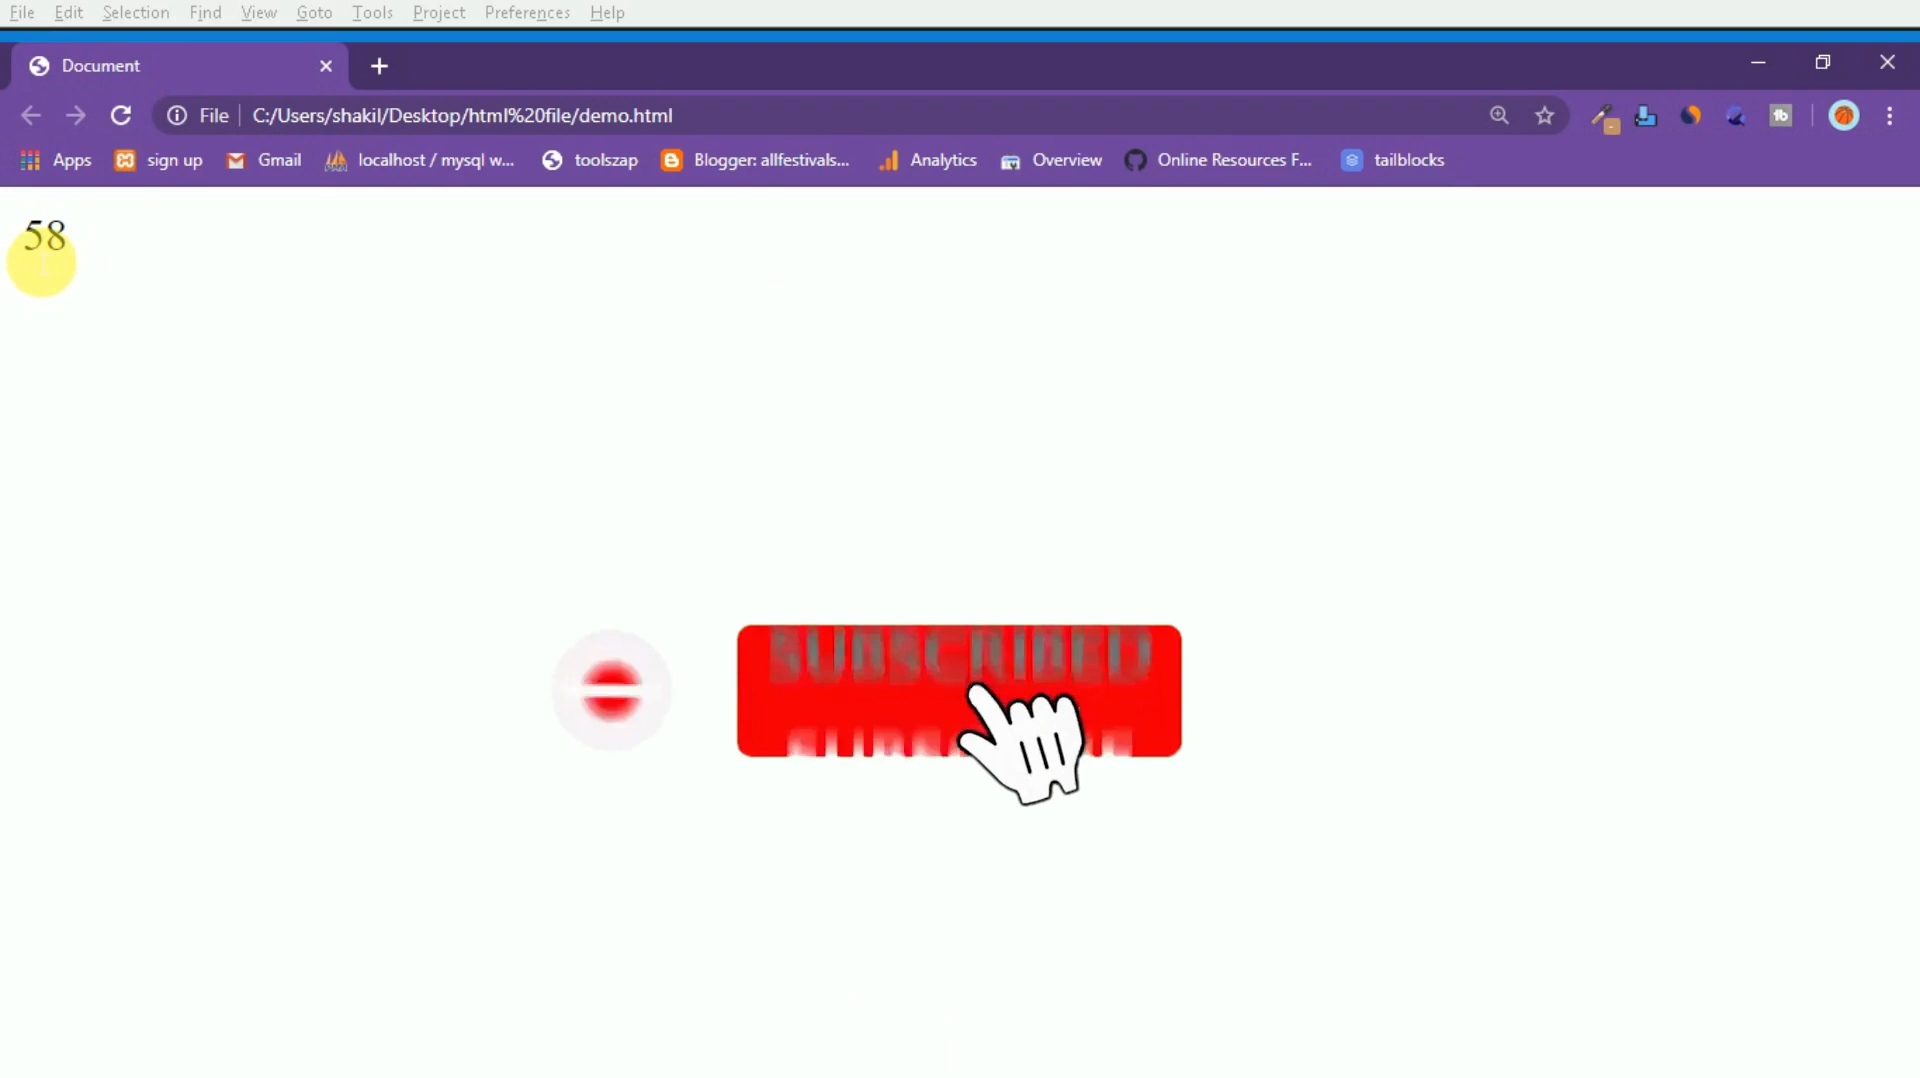 File Edit Selection Find View Goto Tools Project Preferences Help
Document
File C:/Users/shakil/Desktop/html%20file/demo.html
Apps sign up Gmail localhost / mysql w... toolszap Blogger: allfestivals... Analytics Overview Online Resources F... tailblocks
58
SUBSCRIBED